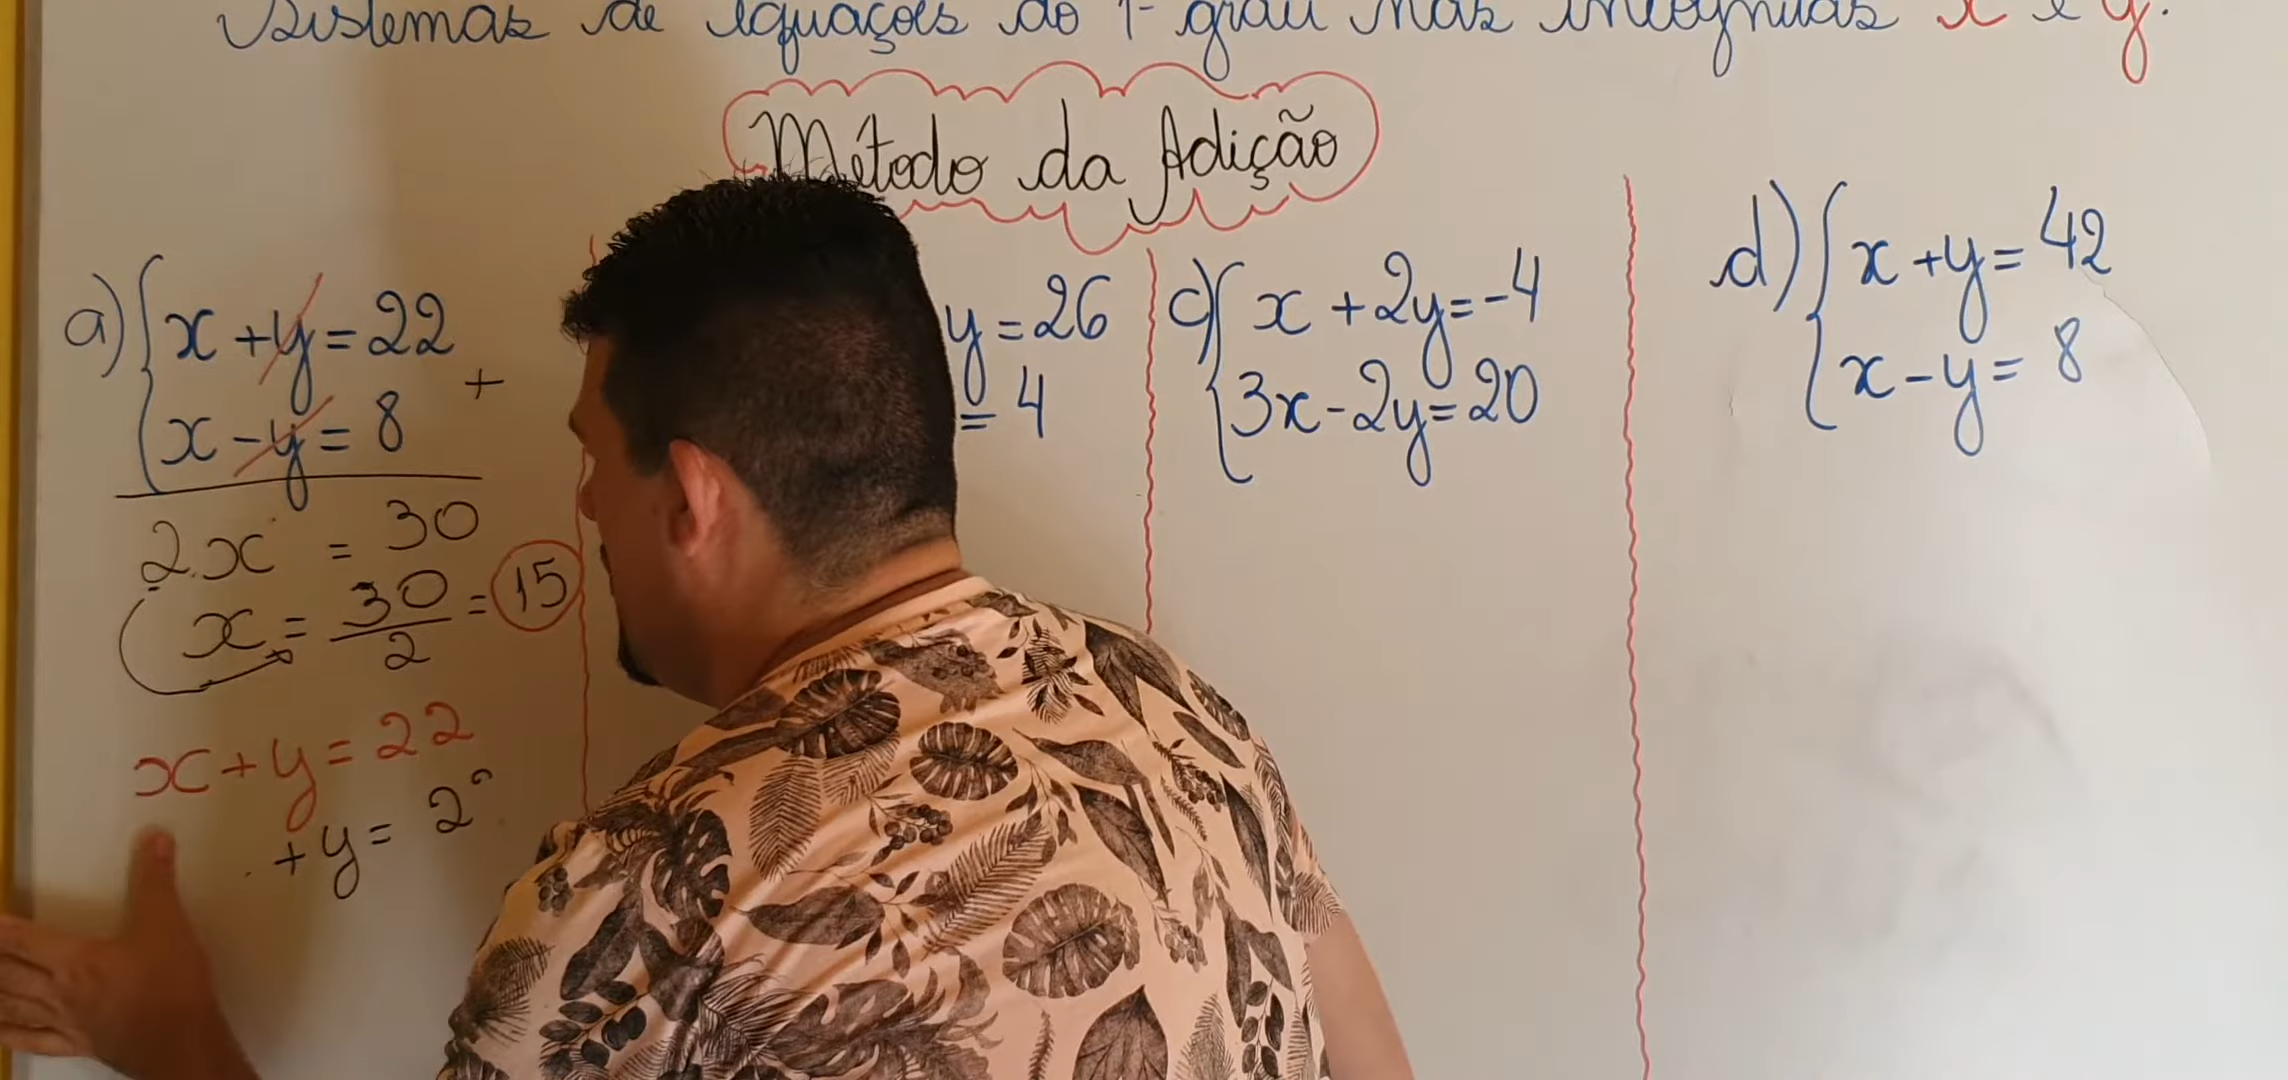 Sistemas de equações do 1º grau nas incógnitas x e y.
Método da Adição
a) { x + y = 22
x - y = 8
+
2x = 30
x = 30/2 = 15
x + y = 22
+ y = 2
y = 26
= 4
c) { x + 2y = -4
3x - 2y = 20
d) { x + y = 42
x - y = 8